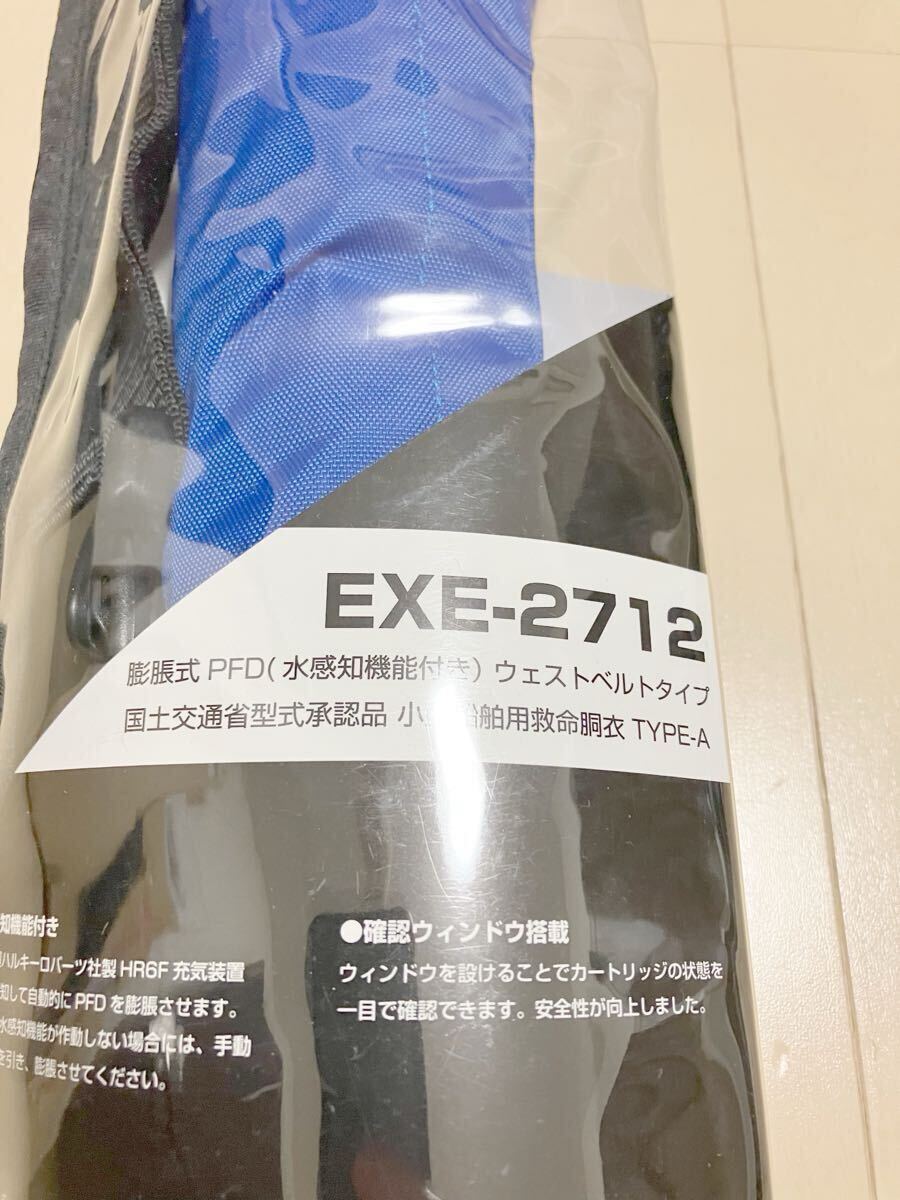 EXE-2712
膨脹式 PFD( 水感知機能付き) ウェストベルトタイプ
国土交通省型式承認品 小 船舶用救命胴衣 TYPE-A
知機能付き
ハルキーロバーツ社製 HR6F 充気装置
知して自動的に PFD を膨脹させます。
水感知機能が作動しない場合には、手動
を引き、膨脹させてください。
●確認ウィンドウ搭載
ウィンドウを設けることでカートリッジの状態を
一目で確認できます。安全性が向上しました。